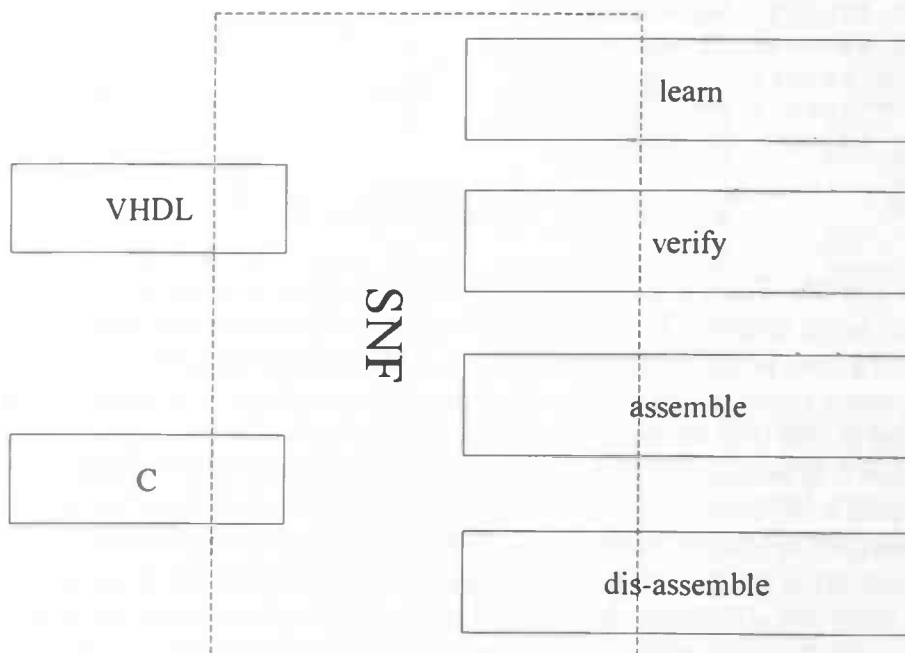 learn
VHDL
verify
SNF
assemble
C
dis-assemble